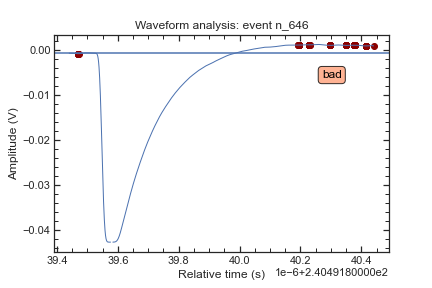 Waveform analysis: event n_646
0.00
−0.01
−0.02
−0.03
−0.04
Amplitude (V)
bad
39.4 39.6 39.8 40.0 40.2 40.4
Relative time (s)
1e−6+2.4049180000e2